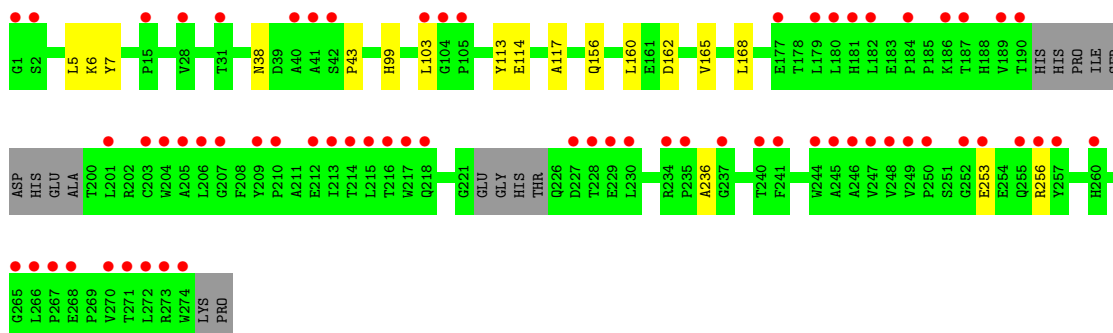 G1 S2 L5 K6 Y7 P15 V28 T31 N38 D39 A40 A41 S42 P43 H99 L103 G104 P105 Y113 E114 A117 Q156 L160 E161 D162 V165 L168 E177 T178 L179 L180 H181 L182 E183 P184 P185 K186 T187 H188 V189 T190 HIS HIS PRO ILE SER
ASP HIS GLU ALA T200 L201 R202 C203 W204 A205 L206 G207 F208 Y209 P210 A211 E212 I213 T214 L215 T216 W217 Q218 G221 GLU GLY HIS THR Q226 D227 T228 E229 L230 R234 P235 A236 G237 T240 F241 W244 A245 A246 V247 V248 V249 P250 S251 G252 E253 E254 Q255 R256 Y257 H260
G265 L266 P267 E268 P269 V270 T271 L272 R273 W274 LYS PRO